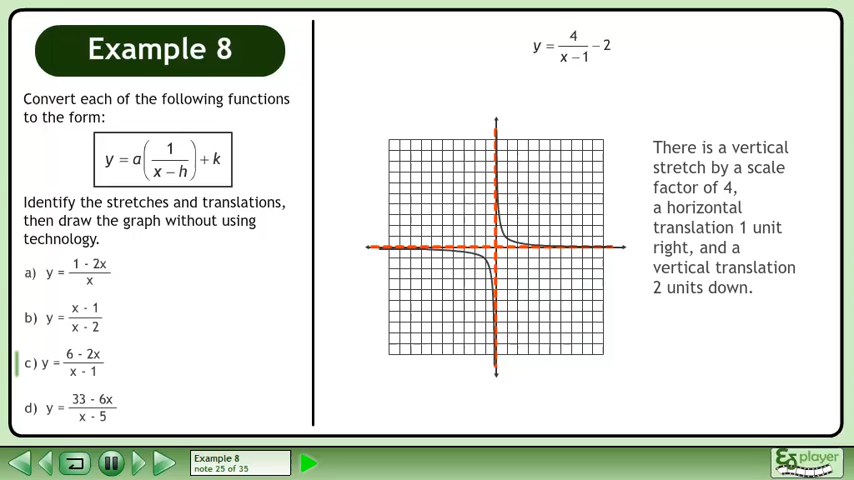 Example 8
Convert each of the following functions
to the form:
y = a(1/(x – h)) + k
Identify the stretches and translations,
then draw the graph without using
technology.
a) y = (1 - 2x)/x
b) y = (x - 1)/(x - 2)
c) y = (6 - 2x)/(x - 1)
d) y = (33 - 6x)/(x - 5)
y = 4/(x – 1) – 2
There is a vertical
stretch by a scale
factor of 4,
a horizontal
translation 1 unit
right, and a
vertical translation
2 units down.
Example 8
note 25 of 35
player